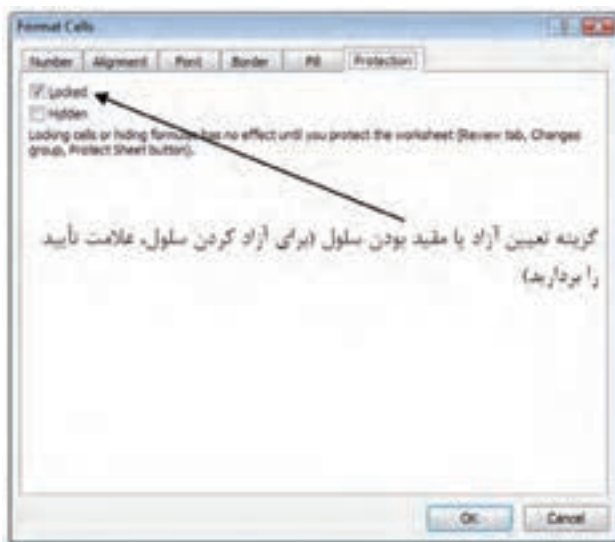 Format Cells
Number Alignment Font Border Fill Protection
Locked
Hidden
Locking cells or hiding formulas has no effect until you protect the worksheet (Review tab, Changes
group, Protect Sheet button).
گزینه تعیین آزاد یا مقید بودن سلول (برای آزاد کردن سلول، علامت تأیید
را بردارید)
OK Cancel